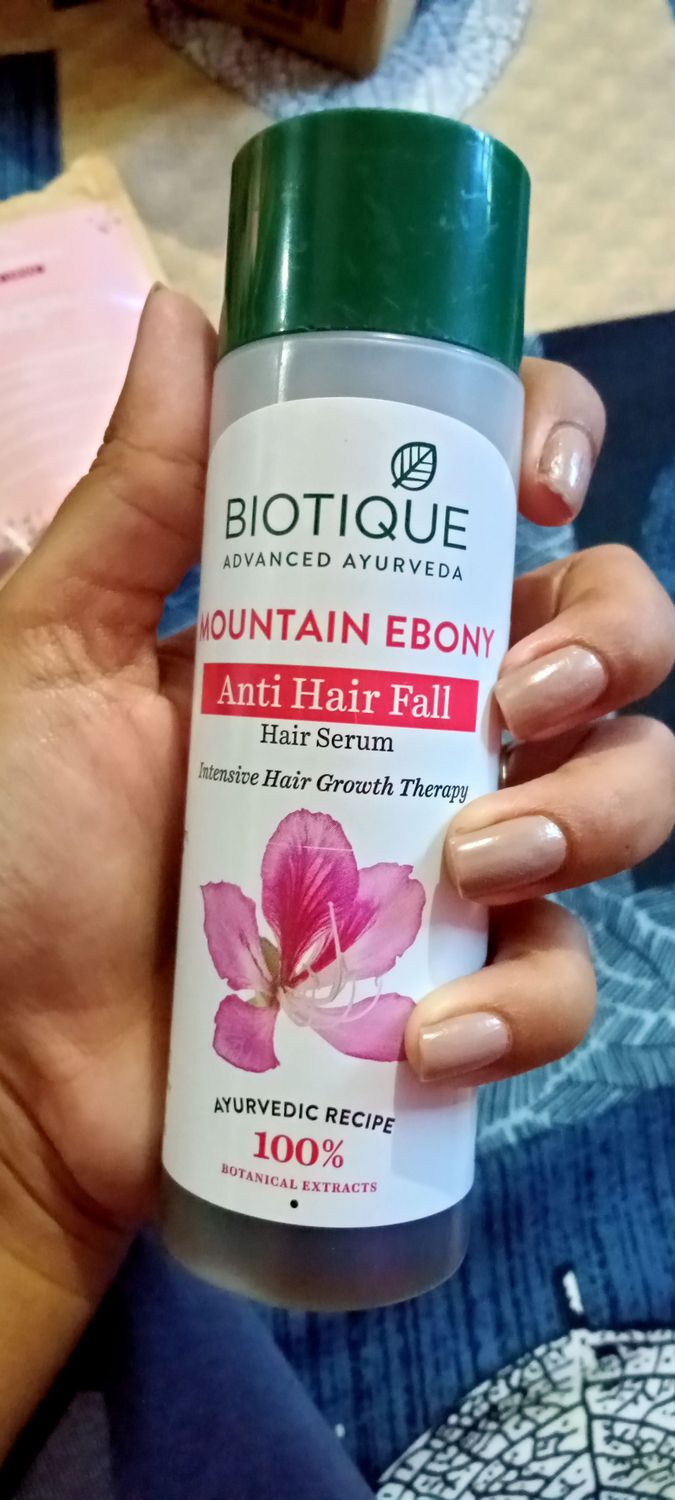 BIOTIQUE
ADVANCED AYURVEDA
MOUNTAIN EBONY
Anti Hair Fall
Hair Serum
Intensive Hair Growth Therapy
AYURVEDIC RECIPE
100%
BOTANICAL EXTRACTS